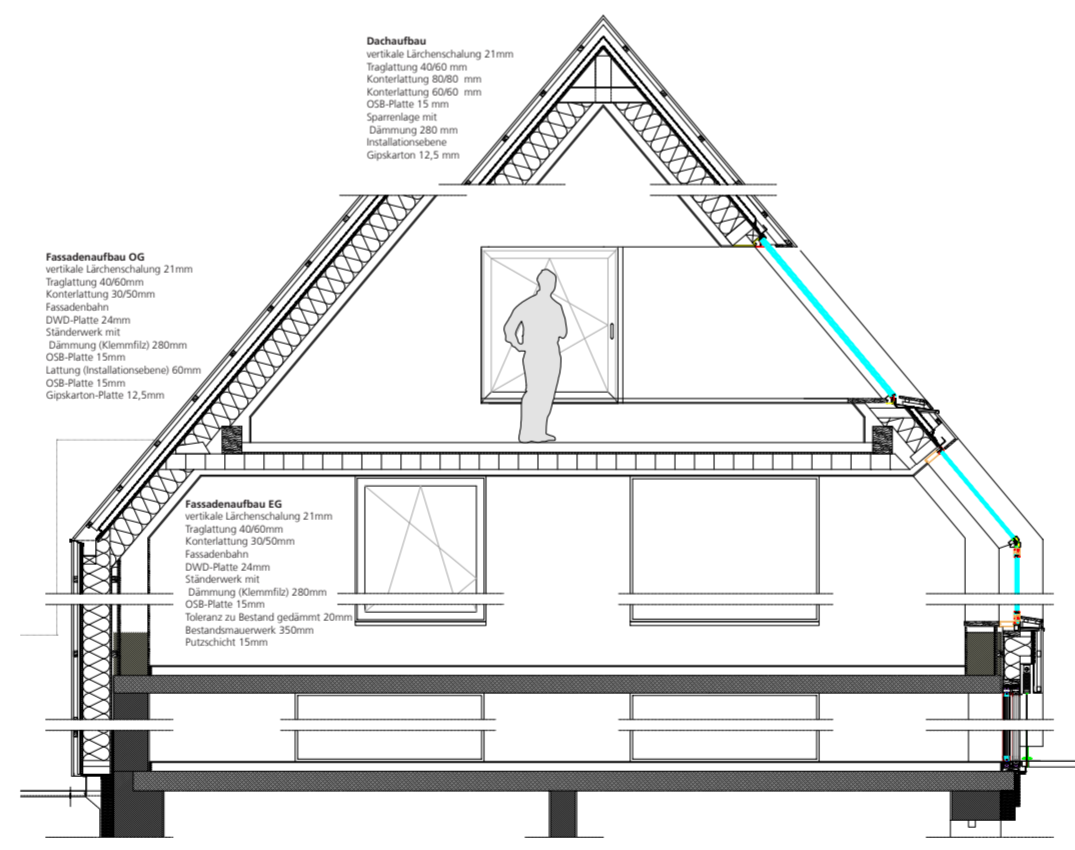 Dachaufbau
vertikale Lärchenschalung 21mm
Traglattung 40/60 mm
Konterlattung 80/80  mm
Konterlattung 60/60  mm
OSB-Platte 15 mm
Sparrenlage mit
Dämmung 280 mm
Installationsebene
Gipskarton 12,5 mm
Fassadenaufbau OG
vertikale Lärchenschalung 21mm
Traglattung 40/60mm
Konterlattung 30/50mm
Fassadenbahn
DWD-Platte 24mm
Ständerwerk mit
Dämmung (Klemmfilz) 280mm
OSB-Platte 15mm
Lattung (Installationsebene) 60mm
OSB-Platte 15mm
Gipskarton-Platte 12,5mm
Fassadenaufbau EG
vertikale Lärchenschalung 21mm
Traglattung 40/60mm
Konterlattung 30/50mm
Fassadenbahn
DWD-Platte 24mm
Ständerwerk mit
Dämmung (Klemmfilz) 280mm
OSB-Platte 15mm
Toleranz zu Bestand gedämmt 20mm
Bestandsmauerwerk 350mm
Putzschicht 15mm